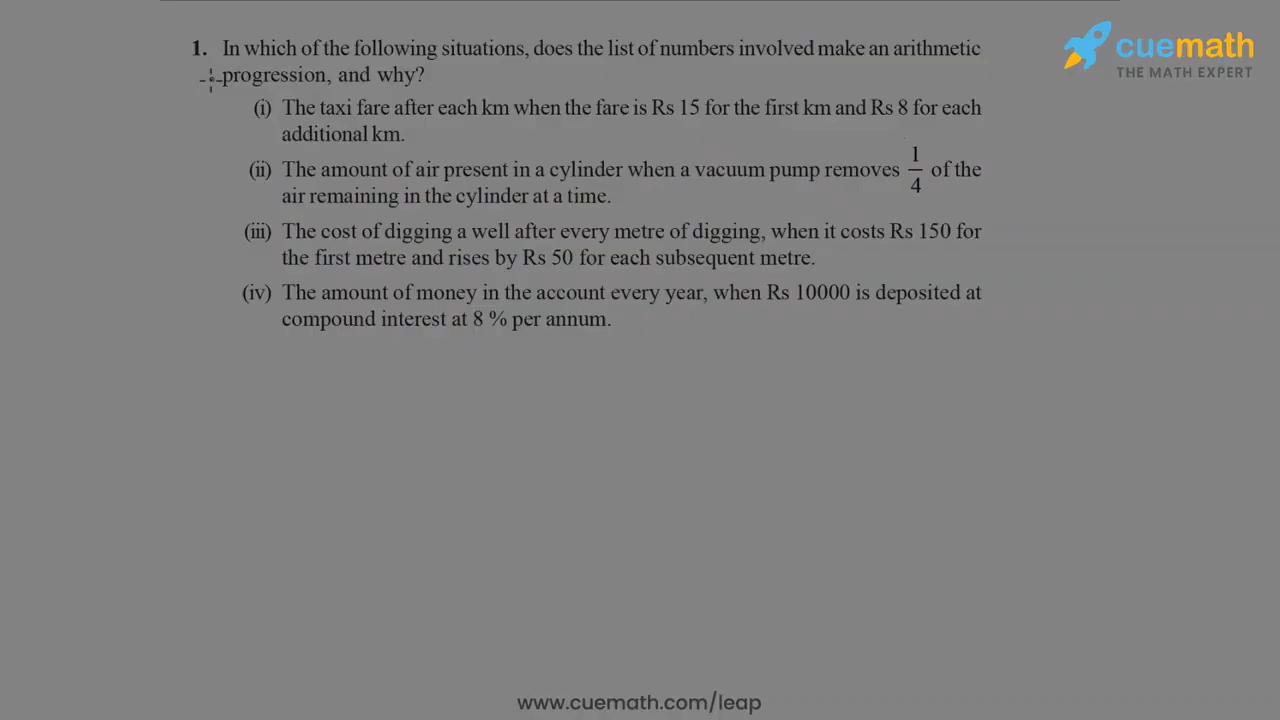 1. In which of the following situations, does the list of numbers involved make an arithmetic
progression, and why?
(i) The taxi fare after each km when the fare is Rs 15 for the first km and Rs 8 for each
additional km.
(ii) The amount of air present in a cylinder when a vacuum pump removes 1/4 of the
air remaining in the cylinder at a time.
(iii) The cost of digging a well after every metre of digging, when it costs Rs 150 for
the first metre and rises by Rs 50 for each subsequent metre.
(iv) The amount of money in the account every year, when Rs 10000 is deposited at
compound interest at 8 % per annum.
cuemath
THE MATH EXPERT
www.cuemath.com/leap